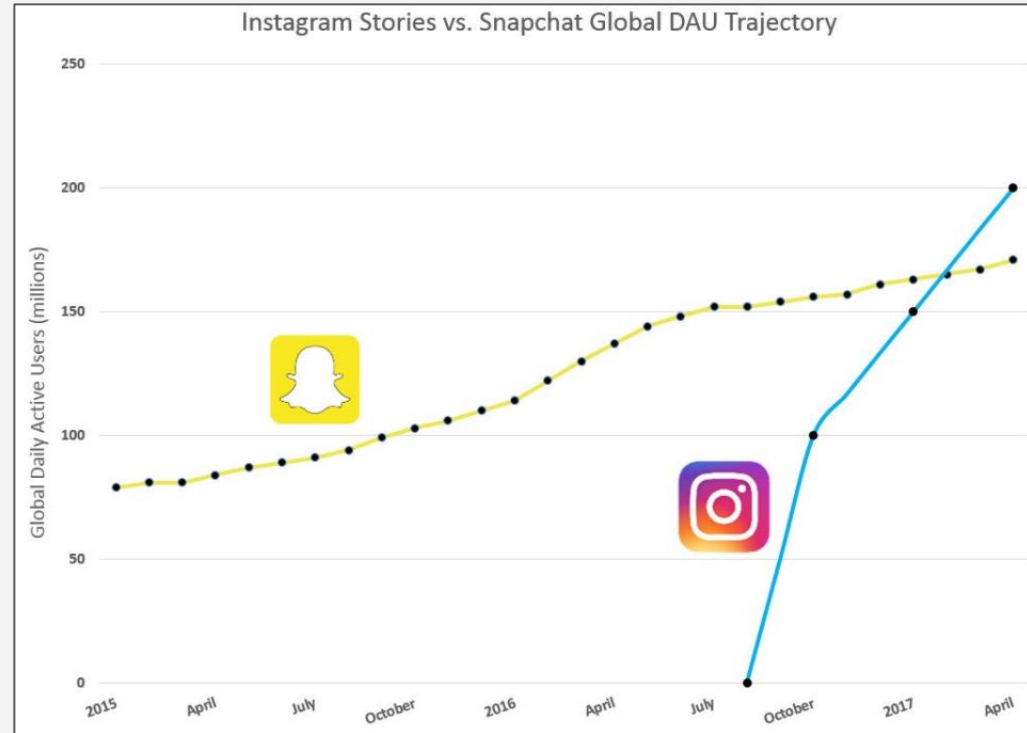 Instagram Stories vs. Snapchat Global DAU Trajectory
250
200
150
100
50
0
Global Daily Active Users (millions)
2015
April
July
October
2016
April
July
October
2017
April